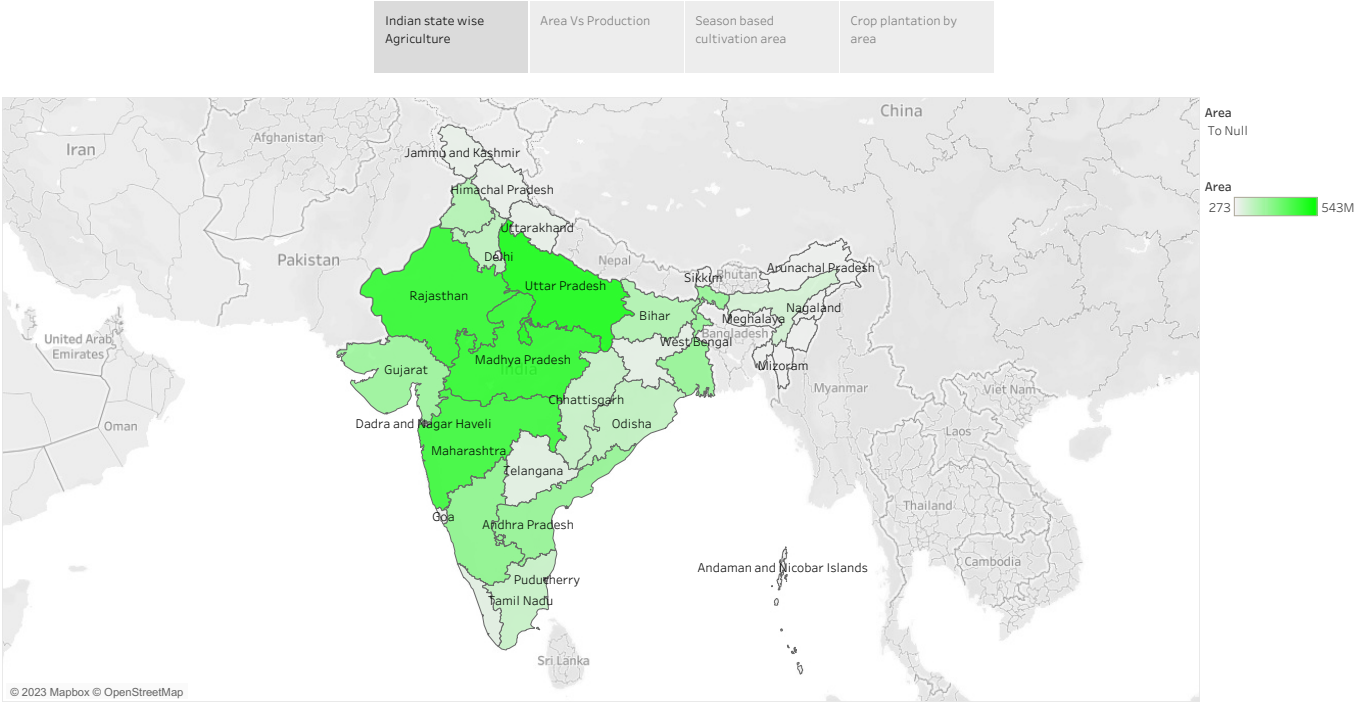 Indian state wise
Agriculture
Area Vs Production
Season based
cultivation area
Crop plantation by
area
China
Area
To Null
Afghanistan
Iran
Jammu and Kashmir
Himachal Pradesh
Area
273
543M
Uttarakhand
Delhi
Pakistan
Nepal
Bhutan
Sikkim
Arunachal Pradesh
Uttar Pradesh
Rajasthan
Nagaland
Bihar
Meghalaya
Bangladesh
United Arab
Emirates
West Bengal
Madhya Pradesh
India
Gujarat
Mizoram
Myanmar
Viet Nam
Chhattisgarh
Dadra and Nagar Haveli
Odisha
Oman
Laos
Maharashtra
Telangana
Thailand
Goa
Andhra Pradesh
Cambodia
Andaman and Nicobar Islands
Puducherry
Tamil Nadu
Sri Lanka
© 2023 Mapbox © OpenStreetMap